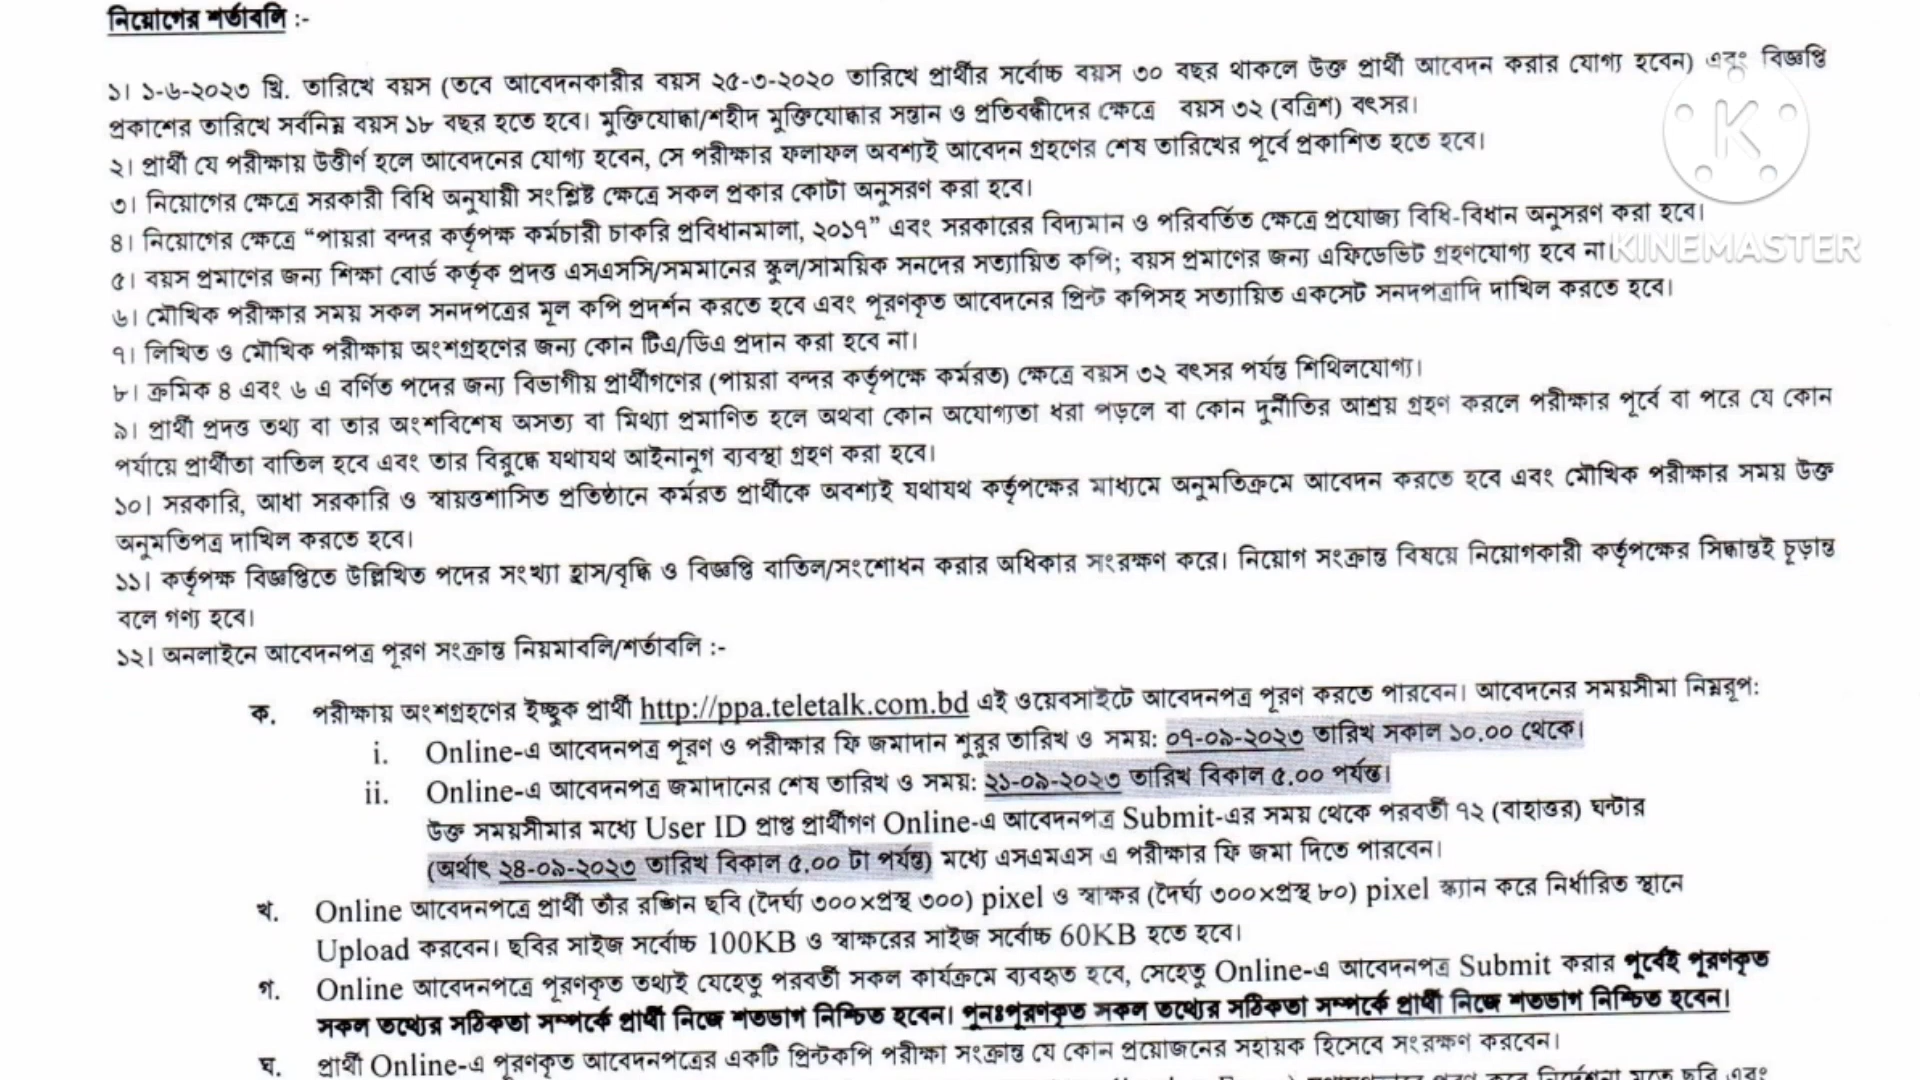 নিয়োগের শর্তাবলি :-
১। ১-৬-২০২৩ খ্রি. তারিখে বয়স (তবে আবেদনকারীর বয়স ২৫-৩-২০২০ তারিখে প্রার্থীর সর্বোচ্চ বয়স ৩০ বছর থাকলে উক্ত প্রার্থী আবেদন করার যোগ্য হবেন) এবং বিজ্ঞপ্তি
প্রকাশের তারিখে সর্বনিম্ন বয়স ১৮ বছর হতে হবে। মুক্তিযোদ্ধা/শহীদ মুক্তিযোদ্ধার সন্তান ও প্রতিবন্ধীদের ক্ষেত্রে বয়স ৩২ (বত্রিশ) বৎসর।
২। প্রার্থী যে পরীক্ষায় উত্তীর্ণ হলে আবেদনের যোগ্য হবেন, সে পরীক্ষার ফলাফল অবশ্যই আবেদন গ্রহণের শেষ তারিখের পূর্বে প্রকাশিত হতে হবে।
৩। নিয়োগের ক্ষেত্রে সরকারী বিধি অনুযায়ী সংশ্লিষ্ট ক্ষেত্রে সকল প্রকার কোটা অনুসরণ করা হবে।
৪। নিয়োগের ক্ষেত্রে “পায়রা বন্দর কর্তৃপক্ষ কর্মচারী চাকরি প্রবিধানমালা, ২০১৭” এবং সরকারের বিদ্যমান ও পরিবর্তিত ক্ষেত্রে প্রযোজ্য বিধি-বিধান অনুসরণ করা হবে।
৫। বয়স প্রমাণের জন্য শিক্ষা বোর্ড কর্তৃক প্রদত্ত এসএসসি/সমমানের স্কুল/সাময়িক সনদের সত্যায়িত কপি; বয়স প্রমাণের জন্য এফিডেভিট গ্রহণযোগ্য হবে না।
KINEMASTER
৬। মৌখিক পরীক্ষার সময় সকল সনদপত্রের মূল কপি প্রদর্শন করতে হবে এবং পূরণকৃত আবেদনের প্রিন্ট কপিসহ সত্যায়িত একসেট সনদপত্রাদি দাখিল করতে হবে।
৭। লিখিত ও মৌখিক পরীক্ষায় অংশগ্রহণের জন্য কোন টিএ/ডিএ প্রদান করা হবে না।
৮। ক্রমিক ৪ এবং ৬ এ বর্ণিত পদের জন্য বিভাগীয় প্রার্থীগণের (পায়রা বন্দর কর্তৃপক্ষে কর্মরত) ক্ষেত্রে বয়স ৩২ বৎসর পর্যন্ত শিথিলযোগ্য।
৯। প্রার্থী প্রদত্ত তথ্য বা তার অংশবিশেষ অসত্য বা মিথ্যা প্রমাণিত হলে অথবা কোন অযোগ্যতা ধরা পড়লে বা কোন দুর্নীতির আশ্রয় গ্রহণ করলে পরীক্ষার পূর্বে বা পরে যে কোন
পর্যায়ে প্রার্থীতা বাতিল হবে এবং তার বিরুদ্ধে যথাযথ আইনানুগ ব্যবস্থা গ্রহণ করা হবে।
১০। সরকারি, আধা সরকারি ও স্বায়ত্তশাসিত প্রতিষ্ঠানে কর্মরত প্রার্থীকে অবশ্যই যথাযথ কর্তৃপক্ষের মাধ্যমে অনুমতিক্রমে আবেদন করতে হবে এবং মৌখিক পরীক্ষার সময় উক্ত
অনুমতিপত্র দাখিল করতে হবে।
১১। কর্তৃপক্ষ বিজ্ঞপ্তিতে উল্লিখিত পদের সংখ্যা হ্রাস/বৃদ্ধি ও বিজ্ঞপ্তি বাতিল/সংশোধন করার অধিকার সংরক্ষণ করে। নিয়োগ সংক্রান্ত বিষয়ে নিয়োগকারী কর্তৃপক্ষের সিদ্ধান্তই চূড়ান্ত
বলে গণ্য হবে।
১২। অনলাইনে আবেদনপত্র পূরণ সংক্রান্ত নিয়মাবলি/শর্তাবলি :-
ক. পরীক্ষায় অংশগ্রহণের ইচ্ছুক প্রার্থী http://ppa.teletalk.com.bd এই ওয়েবসাইটে আবেদনপত্র পূরণ করতে পারবেন। আবেদনের সময়সীমা নিম্নরূপ:
i. Online-এ আবেদনপত্র পূরণ ও পরীক্ষার ফি জমাদান শুরুর তারিখ ও সময়: ০৭-০৯-২০২৩ তারিখ সকাল ১০.০০ থেকে।
ii. Online-এ আবেদনপত্র জমাদানের শেষ তারিখ ও সময়: ২১-০৯-২০২৩ তারিখ বিকাল ৫.০০ পর্যন্ত।
উক্ত সময়সীমার মধ্যে User ID প্রাপ্ত প্রার্থীগণ Online-এ আবেদনপত্র Submit-এর সময় থেকে পরবর্তী ৭২ (বাহাত্তর) ঘন্টার
(অর্থাৎ ২৪-০৯-২০২৩ তারিখ বিকাল ৫.০০ টা পর্যন্ত) মধ্যে এসএমএস এ পরীক্ষার ফি জমা দিতে পারবেন।
খ. Online আবেদনপত্রে প্রার্থী তাঁর রঙ্গিন ছবি (দৈর্ঘ্য ৩০০×প্রস্থ ৩০০) pixel ও স্বাক্ষর (দৈর্ঘ্য ৩০০×প্রস্থ ৮০) pixel স্ক্যান করে নির্ধারিত স্থানে
Upload করবেন। ছবির সাইজ সর্বোচ্চ 100KB ও স্বাক্ষরের সাইজ সর্বোচ্চ 60KB হতে হবে।
গ. Online আবেদনপত্রে পূরণকৃত তথ্যই যেহেতু পরবর্তী সকল কার্যক্রমে ব্যবহৃত হবে, সেহেতু Online-এ আবেদনপত্র Submit করার পূর্বেই পূরণকৃত
সকল তথ্যের সঠিকতা সম্পর্কে প্রার্থী নিজে শতভাগ নিশ্চিত হবেন। পুনঃপূরণকৃত সকল তথ্যের সঠিকতা সম্পর্কে প্রার্থী নিজে শতভাগ নিশ্চিত হবেন।
ঘ. প্রার্থী Online-এ পূরণকৃত আবেদনপত্রের একটি প্রিন্টকপি পরীক্ষা সংক্রান্ত যে কোন প্রয়োজনের সহায়ক হিসেবে সংরক্ষণ করবেন।